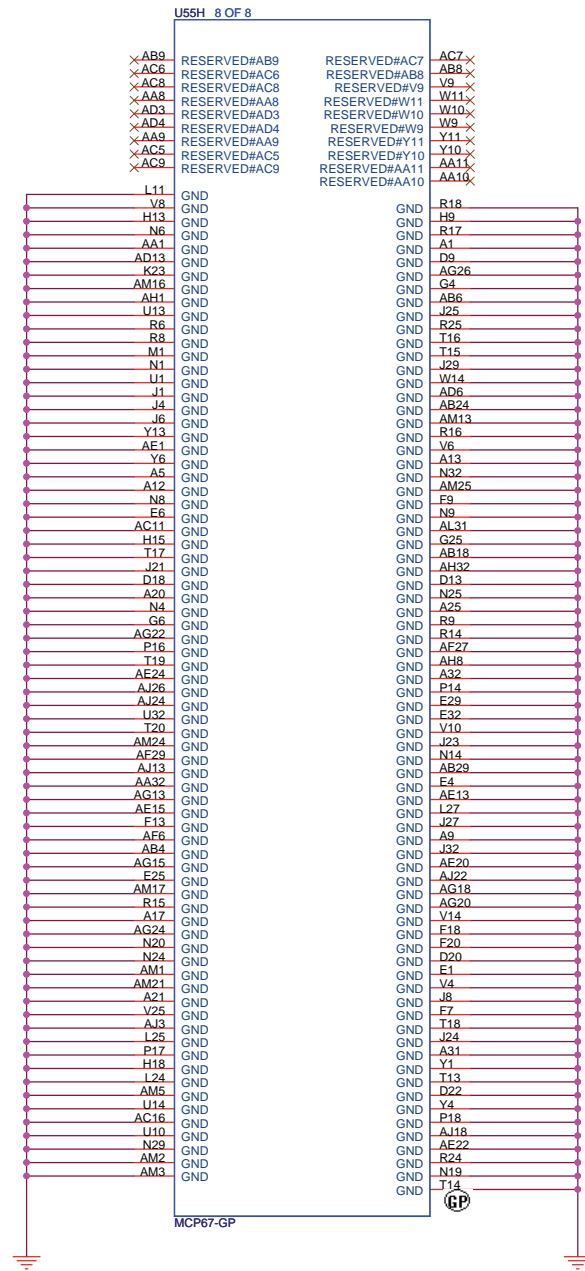 U55H 8 OF 8
AB9 RESERVED#AB9 RESERVED#AC7 AC7
AC6 RESERVED#AC6 RESERVED#AB8 AB8
AC8 RESERVED#AC8 RESERVED#V9 V9
AA8 RESERVED#AA8 RESERVED#W11 W11
AD3 RESERVED#AD3 RESERVED#W10 W10
AD4 RESERVED#AD4 RESERVED#W9 W9
AA9 RESERVED#AA9 RESERVED#Y11 Y11
AC5 RESERVED#AC5 RESERVED#Y10 Y10
AC9 RESERVED#AC9 RESERVED#AA11 AA11
RESERVED#AA10 AA10
L11 GND
V8 GND GND R18
H13 GND GND H9
N6 GND GND R17
AA1 GND GND A1
AD13 GND GND D9
K23 GND GND AG26
AM16 GND GND G4
AH1 GND GND AB6
U13 GND GND J25
R6 GND GND R25
R8 GND GND T16
M1 GND GND T15
N1 GND GND J29
U1 GND GND W14
J1 GND GND AD6
J4 GND GND AB24
J6 GND GND AM13
Y13 GND GND R16
AE1 GND GND V6
Y6 GND GND A13
A5 GND GND N32
A12 GND GND AM25
N8 GND GND F9
E6 GND GND N9
AC11 GND GND AL31
H15 GND GND G25
T17 GND GND AB18
J21 GND GND AH32
D18 GND GND D13
A20 GND GND N25
N4 GND GND A25
G6 GND GND R9
AG22 GND GND R14
P16 GND GND AF27
T19 GND GND AH8
AE24 GND GND A32
AJ26 GND GND P14
AJ24 GND GND E29
U32 GND GND E32
T20 GND GND V10
AM24 GND GND J23
AF29 GND GND N14
AJ13 GND GND AB29
AA32 GND GND E4
AG13 GND GND AE13
AE15 GND GND L27
F13 GND GND J27
AF6 GND GND A9
AB4 GND GND J32
AG15 GND GND AE20
E25 GND GND AJ22
AM17 GND GND AG18
R15 GND GND AG20
A17 GND GND V14
AG24 GND GND F18
N20 GND GND F20
N24 GND GND D20
AM1 GND GND E1
AM21 GND GND V4
A21 GND GND J8
V25 GND GND F7
AJ3 GND GND T18
L25 GND GND J24
P17 GND GND A31
H18 GND GND Y1
L24 GND GND T13
AM5 GND GND D22
U14 GND GND Y4
AC16 GND GND P18
U10 GND GND AJ18
N29 GND GND AE22
AM2 GND GND R24
AM3 GND GND N19
GND T14
GP
MCP67-GP